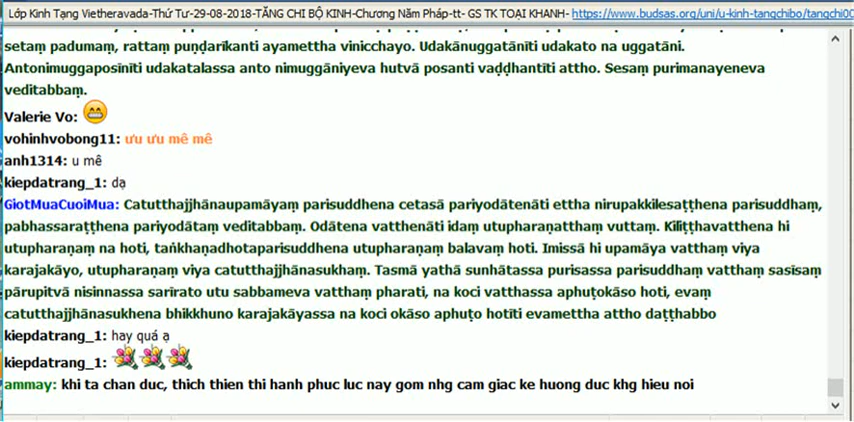 Lớp Kinh Tạng Vietheravada-Thứ Tư-29-08-2018-TĂNG CHI BỘ KINH-Chương Năm Pháp-tt- GS TK TOẠI KHANH- https://www.budsas.org/uni/u-kinh-tangchibo/tangchi0
setaṃ padumaṃ, rattaṃ puṇḍarīkanti ayamettha vinicchayo. Udakānuggatānīti udakato na uggatāni.
Antonimuggaposīnīti udakatalassa anto nimuggāniyeva hutvā posanti vaḍḍhantīti attho. Sesaṃ purimanayeneva
veditabbaṃ.
Valerie Vo:
vohinhvobong11: ưu ưu mê mê
anh1314: u mê
kiepdatrang_1: dạ
GiotMuaCuoiMua: Catutthajjhānaupamāyaṃ parisuddhena cetasā pariyodātenāti ettha nirupakkilesaṭṭhena parisuddhaṃ,
pabhassaraṭṭhena pariyodātaṃ veditabbaṃ. Odātena vatthenāti idaṃ utupharaṇatthaṃ vuttaṃ. Kiliṭṭhavatthena hi
utupharaṇaṃ na hoti, taṅkhaṇadhotaparisuddhena utupharaṇaṃ balavaṃ hoti. Imissā hi upamāya vatthaṃ viya
karajakāyo, utupharaṇaṃ viya catutthajjhānasukhaṃ. Tasmā yathā sunhātassa purisassa parisuddhaṃ vatthaṃ sasīsaṃ
pārupitvā nisinnassa sarīrato utu sabbameva vatthaṃ pharati, na koci vatthassa aphuṭokāso hoti, evaṃ
catutthajjhānasukhena bhikkhuno karajakāyassa na koci okāso aphuṭo hotīti evamettha attho daṭṭhabbo
kiepdatrang_1: hay quá ạ
kiepdatrang_1:
ammay: khi ta chan duc, thich thien thi hanh phuc luc nay gom nhg cam giac ke huong duc khg hieu noi